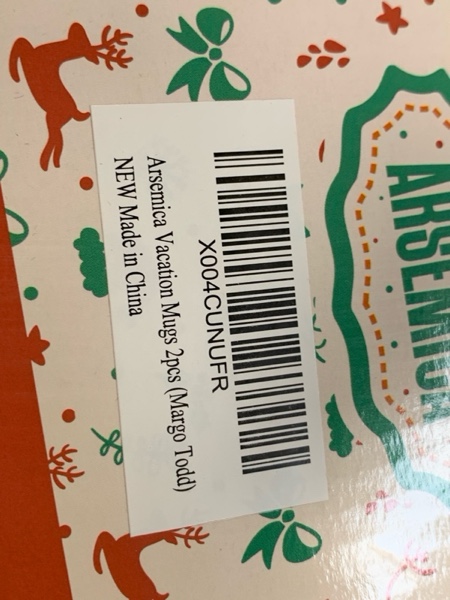 X004CUNUFR
Arsemica Vacation Mugs 2pcs (Margo Todd)
NEW Made in China